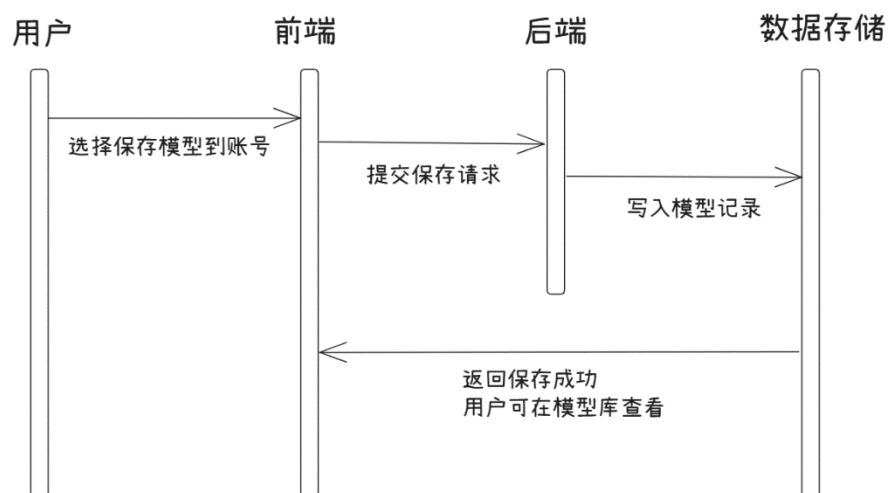 用户
前端
后端
数据存储
选择保存模型到账号
提交保存请求
写入模型记录
返回保存成功
用户可在模型库查看